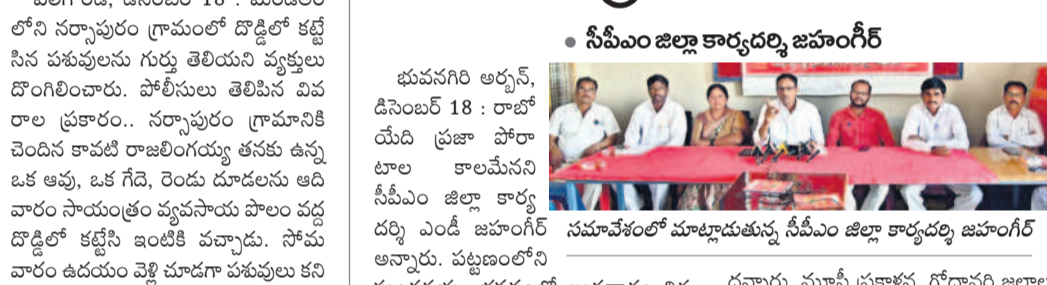 వలిగొండ, డిసెంబర్ 18 : మండలం
లోని నర్సాపురం గ్రామంలో దొడ్డిలో కట్టే
సిన పశువులను గుర్తు తెలియని వ్యక్తులు
దొంగిలించారు. పోలీసులు తెలిపిన వివ
రాల ప్రకారం.. నర్సాపురం గ్రామానికి
చెందిన కావటి రాజలింగయ్య తనకు ఉన్న
ఒక ఆవు, ఒక గేదె, రెండు దూడలను ఆది
వారం సాయంత్రం వ్యవసాయ పొలం వద్ద
దొడ్డిలో కట్టేసి ఇంటికి వచ్చాడు. సోమ
వారం ఉదయం వెళ్లి చూడగా పశువులు కని
• సీపీఎం జిల్లా కార్యదర్శి జహంగీర్
భువనగిరి అర్బన్,
డిసెంబర్ 18 : రాబో
యేది ప్రజా పోరా
టాల కాలమేనని
సీపీఎం జిల్లా కార్య
దర్శి ఎండీ జహంగీర్
అన్నారు. పట్టణంలోని
సమావేశంలో మాట్లాడుతున్న సీపీఎం జిల్లా కార్యదర్శి జహంగీర్